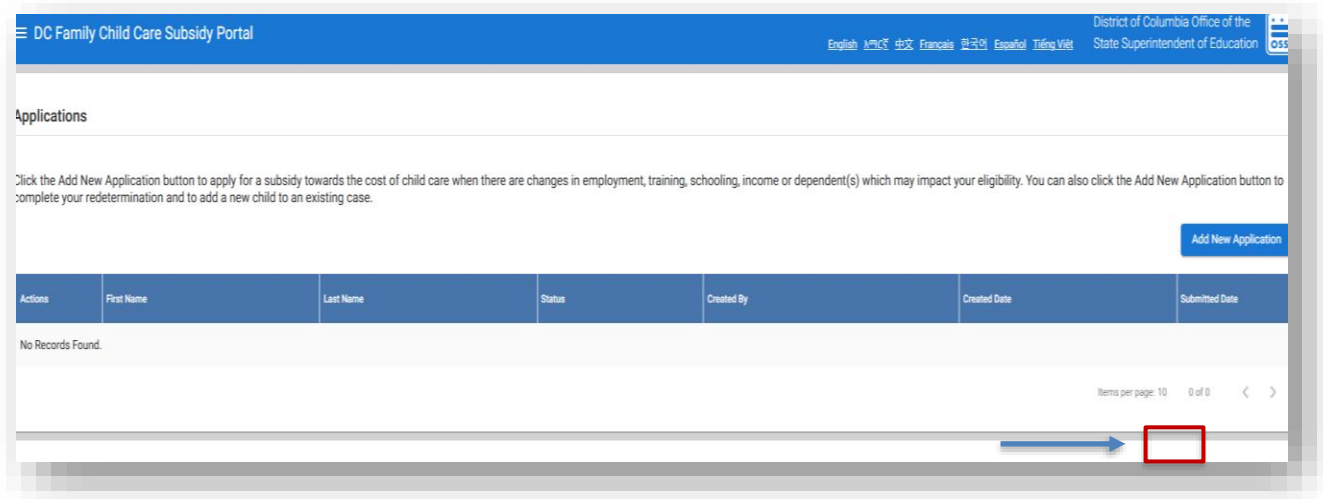 ≡ DC Family Child Care Subsidy Portal
English አማርኛ 中文 Français 한국어 Español Tiếng Việt
District of Columbia Office of the
State Superintendent of Education
OSS
Applications
Click the Add New Application button to apply for a subsidy towards the cost of child care when there are changes in employment, training, schooling, income or dependent(s) which may impact your eligibility. You can also click the Add New Application button to
complete your redetermination and to add a new child to an existing case.
Add New Application
Actions First Name Last Name Status Created By Created Date Submitted Date
No Records Found.
Items per page: 10 0 of 0